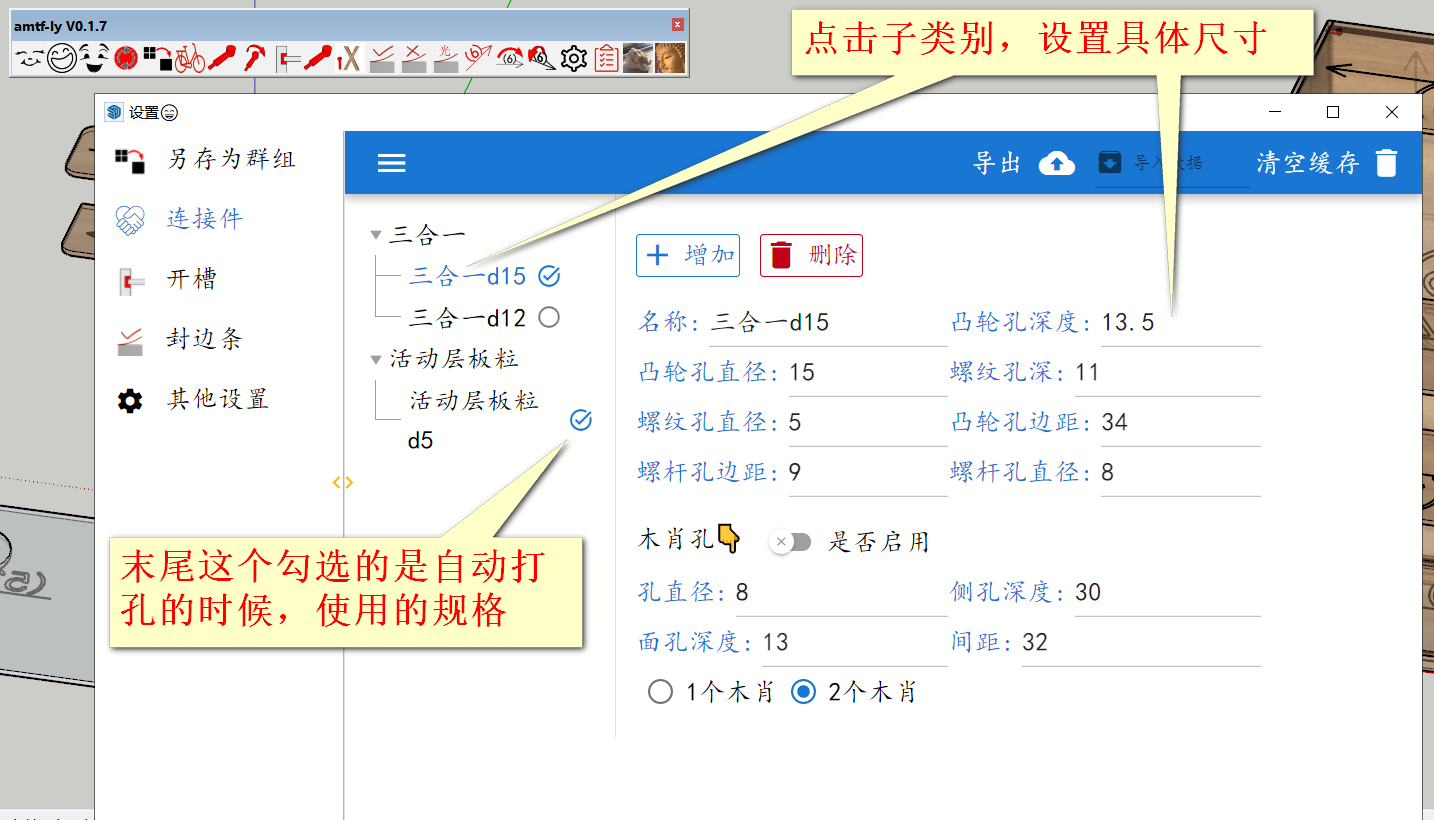 amtf-ly V0.1.7
点击子类别，设置具体尺寸
设置
另存为群组
连接件
开槽
封边条
其他设置
导出
清空缓存
三合一
三合一d15
三合一d12
活动层板粒
活动层板粒
d5
增加
删除
名称：三合一d15
凸轮孔深度：13.5
凸轮孔直径：15
螺纹孔深：11
螺纹孔直径：5
凸轮孔边距：34
螺杆孔边距：9
螺杆孔直径：8
木肖孔
是否启用
孔直径：8
侧孔深度：30
面孔深度：13
间距：32
1个木肖
2个木肖
末尾这个勾选的是自动打
孔的时候，使用的规格